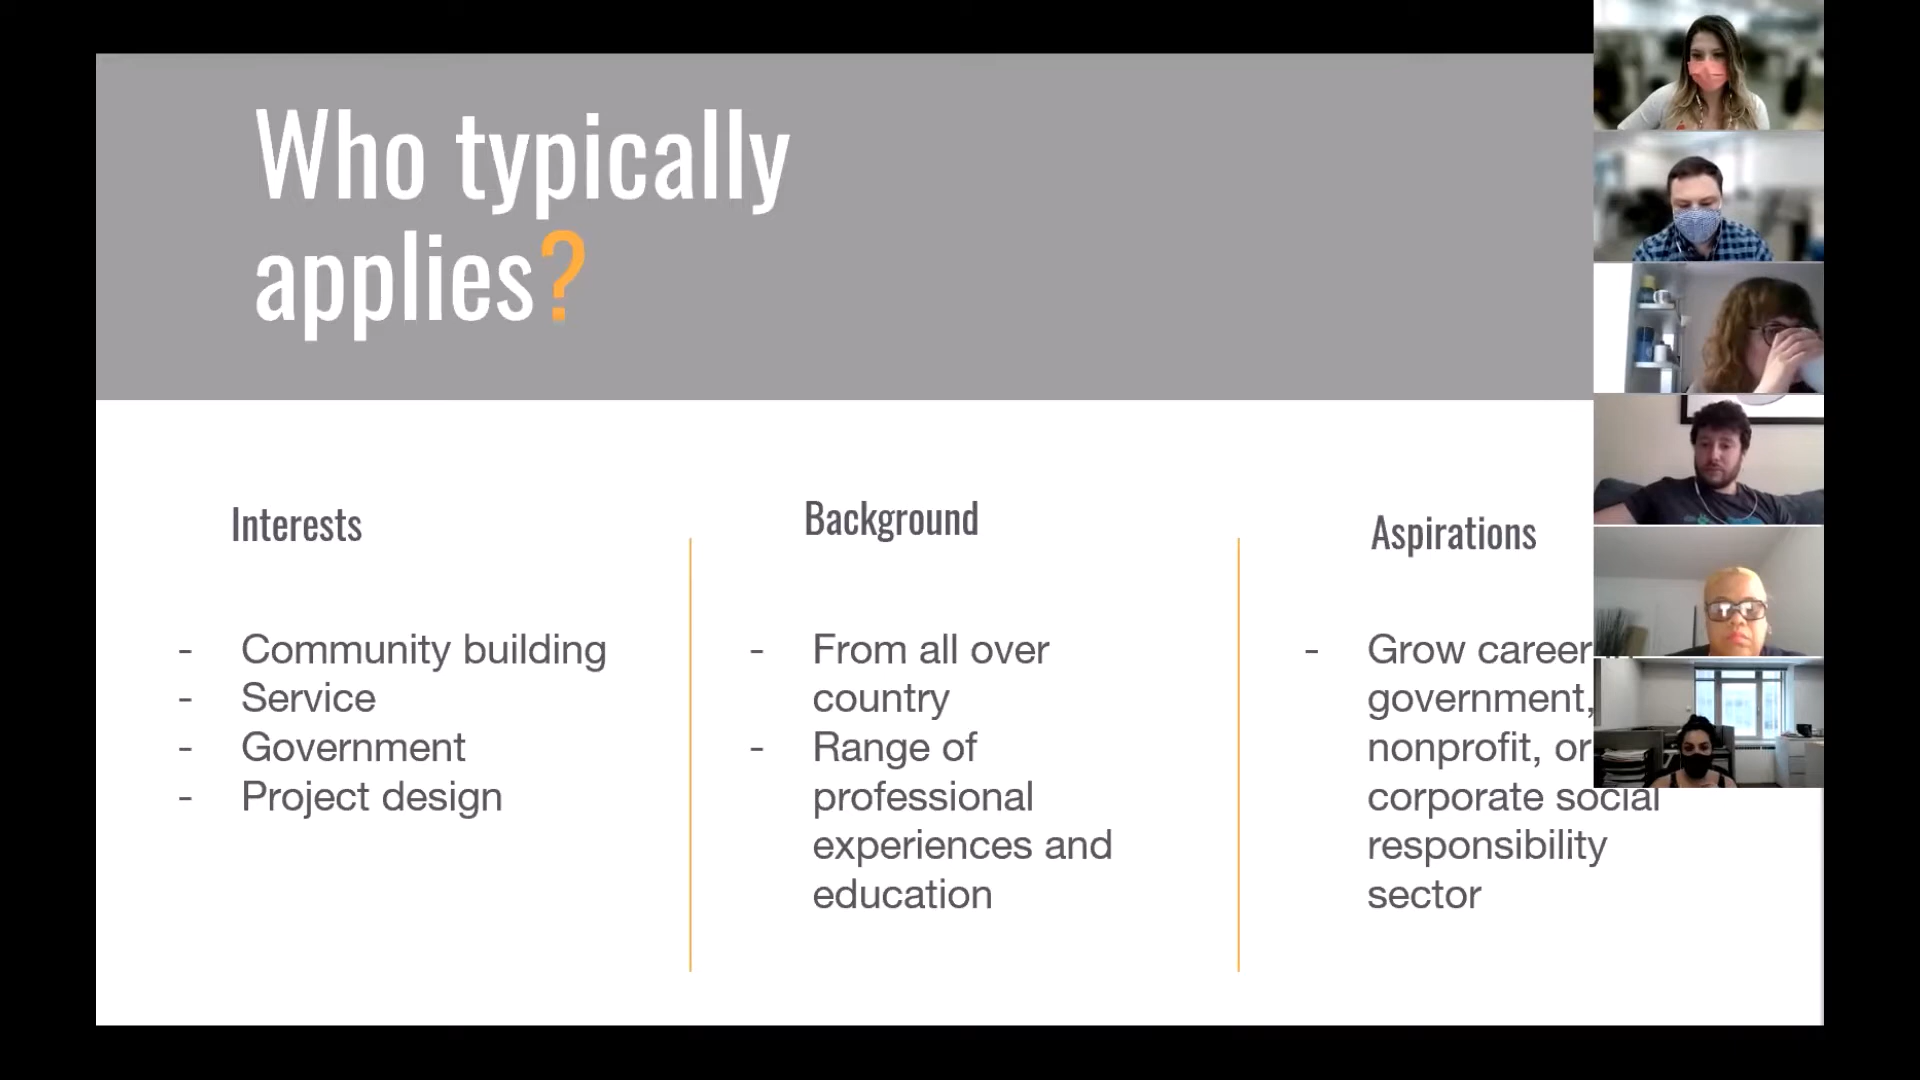 Who typically
applies?
Interests
- Community building
- Service
- Government
- Project design
Background
- From all over
country
- Range of
professional
experiences and
education
Aspirations
- Grow career
government,
nonprofit, or
corporate social
responsibility
sector